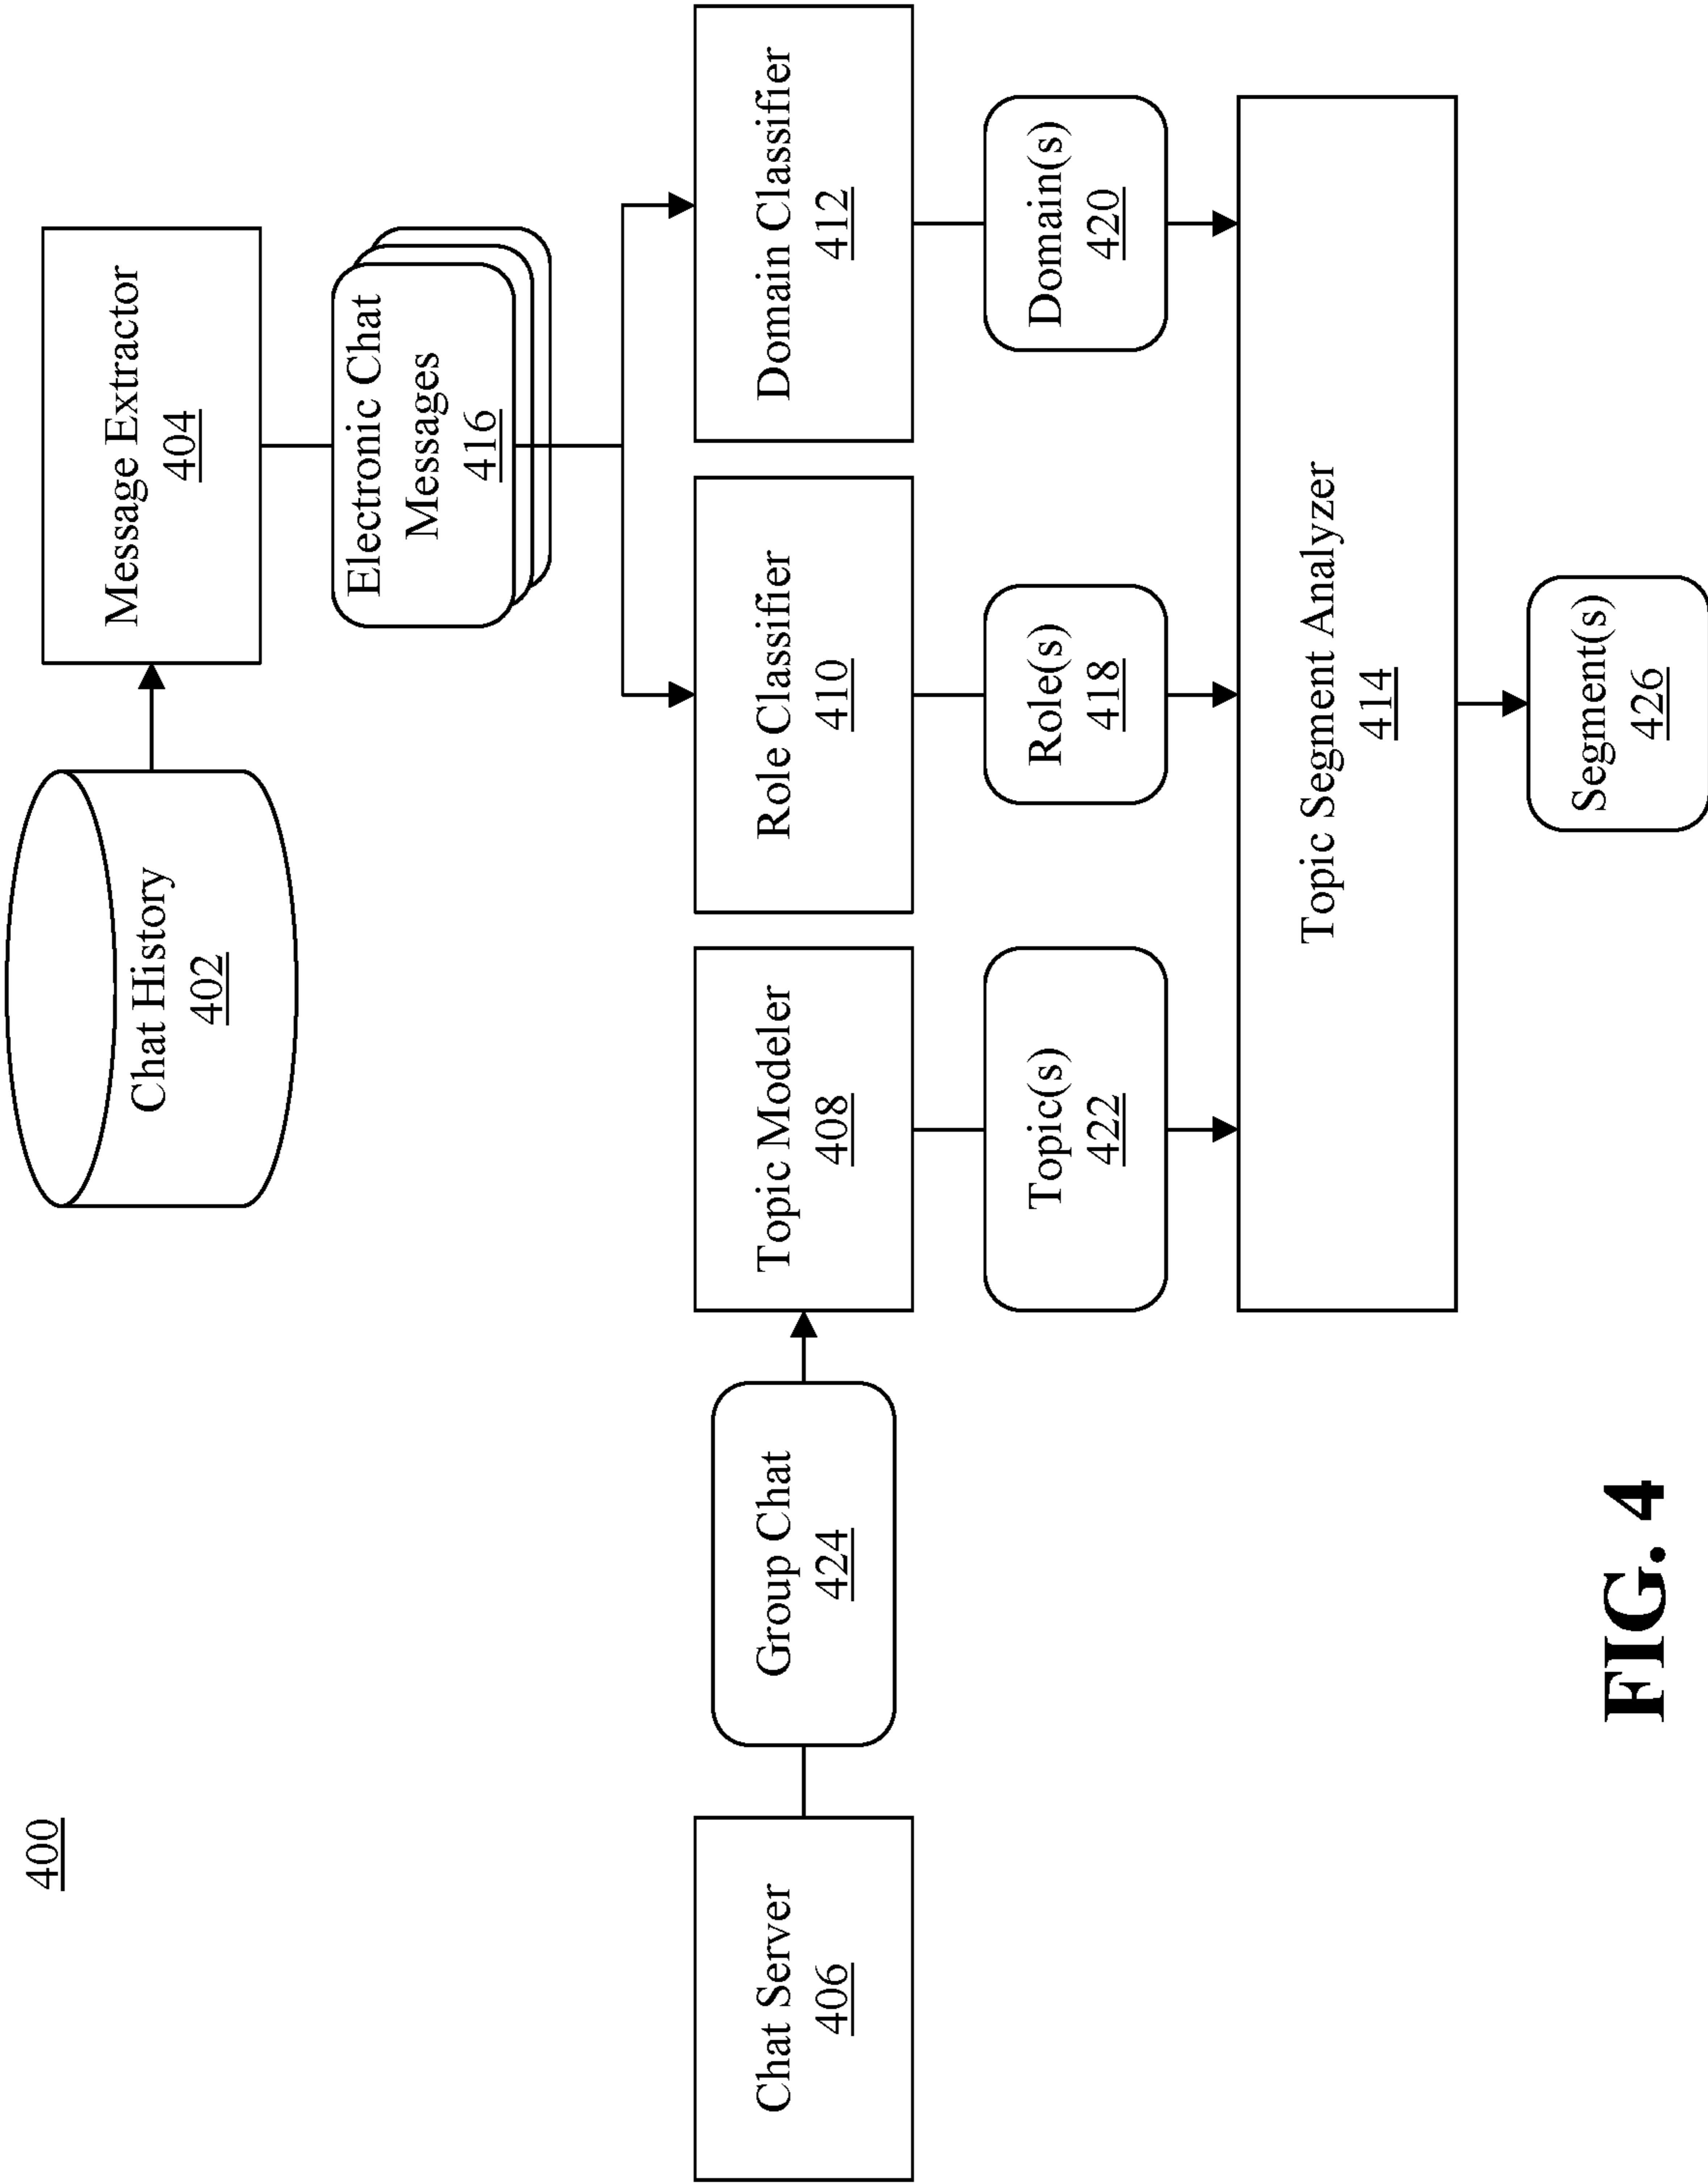 400
Chat History
402
Message Extractor
404
Electronic Chat
Messages
416
Chat Server
406
Group Chat
424
Topic Modeler
408
Role Classifier
410
Domain Classifier
412
Topic(s)
422
Role(s)
418
Domain(s)
420
Topic Segment Analyzer
414
Segment(s)
426
FIG. 4